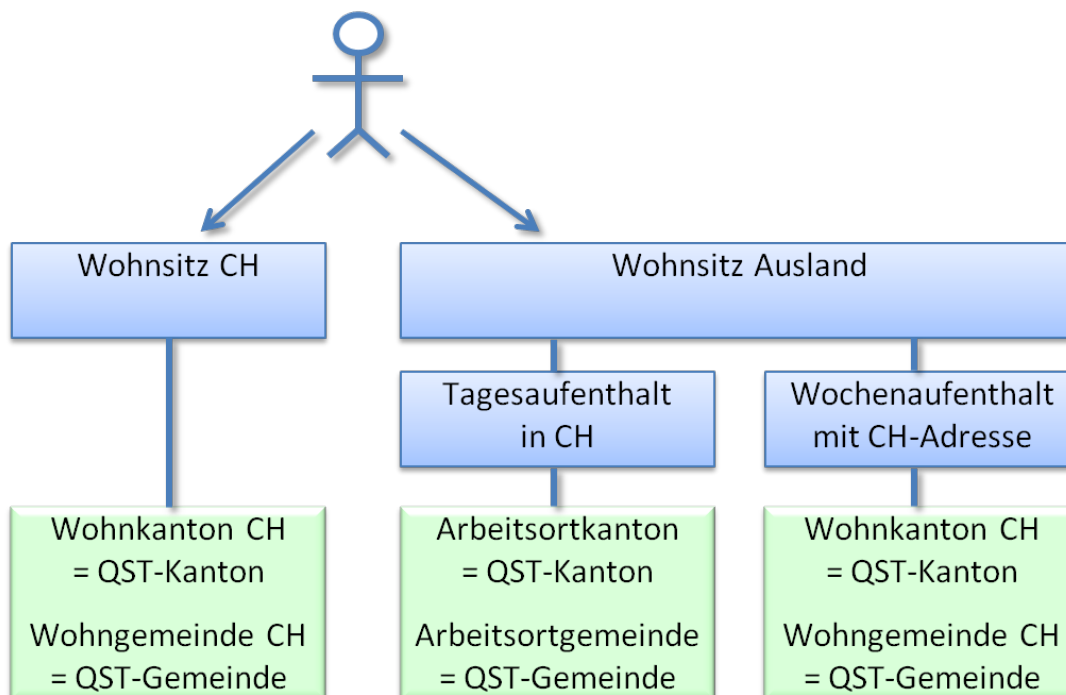 Wohnsitz CH
Wohnsitz Ausland
Tagesaufenthalt
in CH
Wochenaufenthalt
mit CH-Adresse
Wohnkanton CH
= QST-Kanton
Wohngemeinde CH
= QST-Gemeinde
Arbeitsortkanton
= QST-Kanton
Arbeitsortgemeinde
= QST-Gemeinde
Wohnkanton CH
= QST-Kanton
Wohngemeinde CH
= QST-Gemeinde